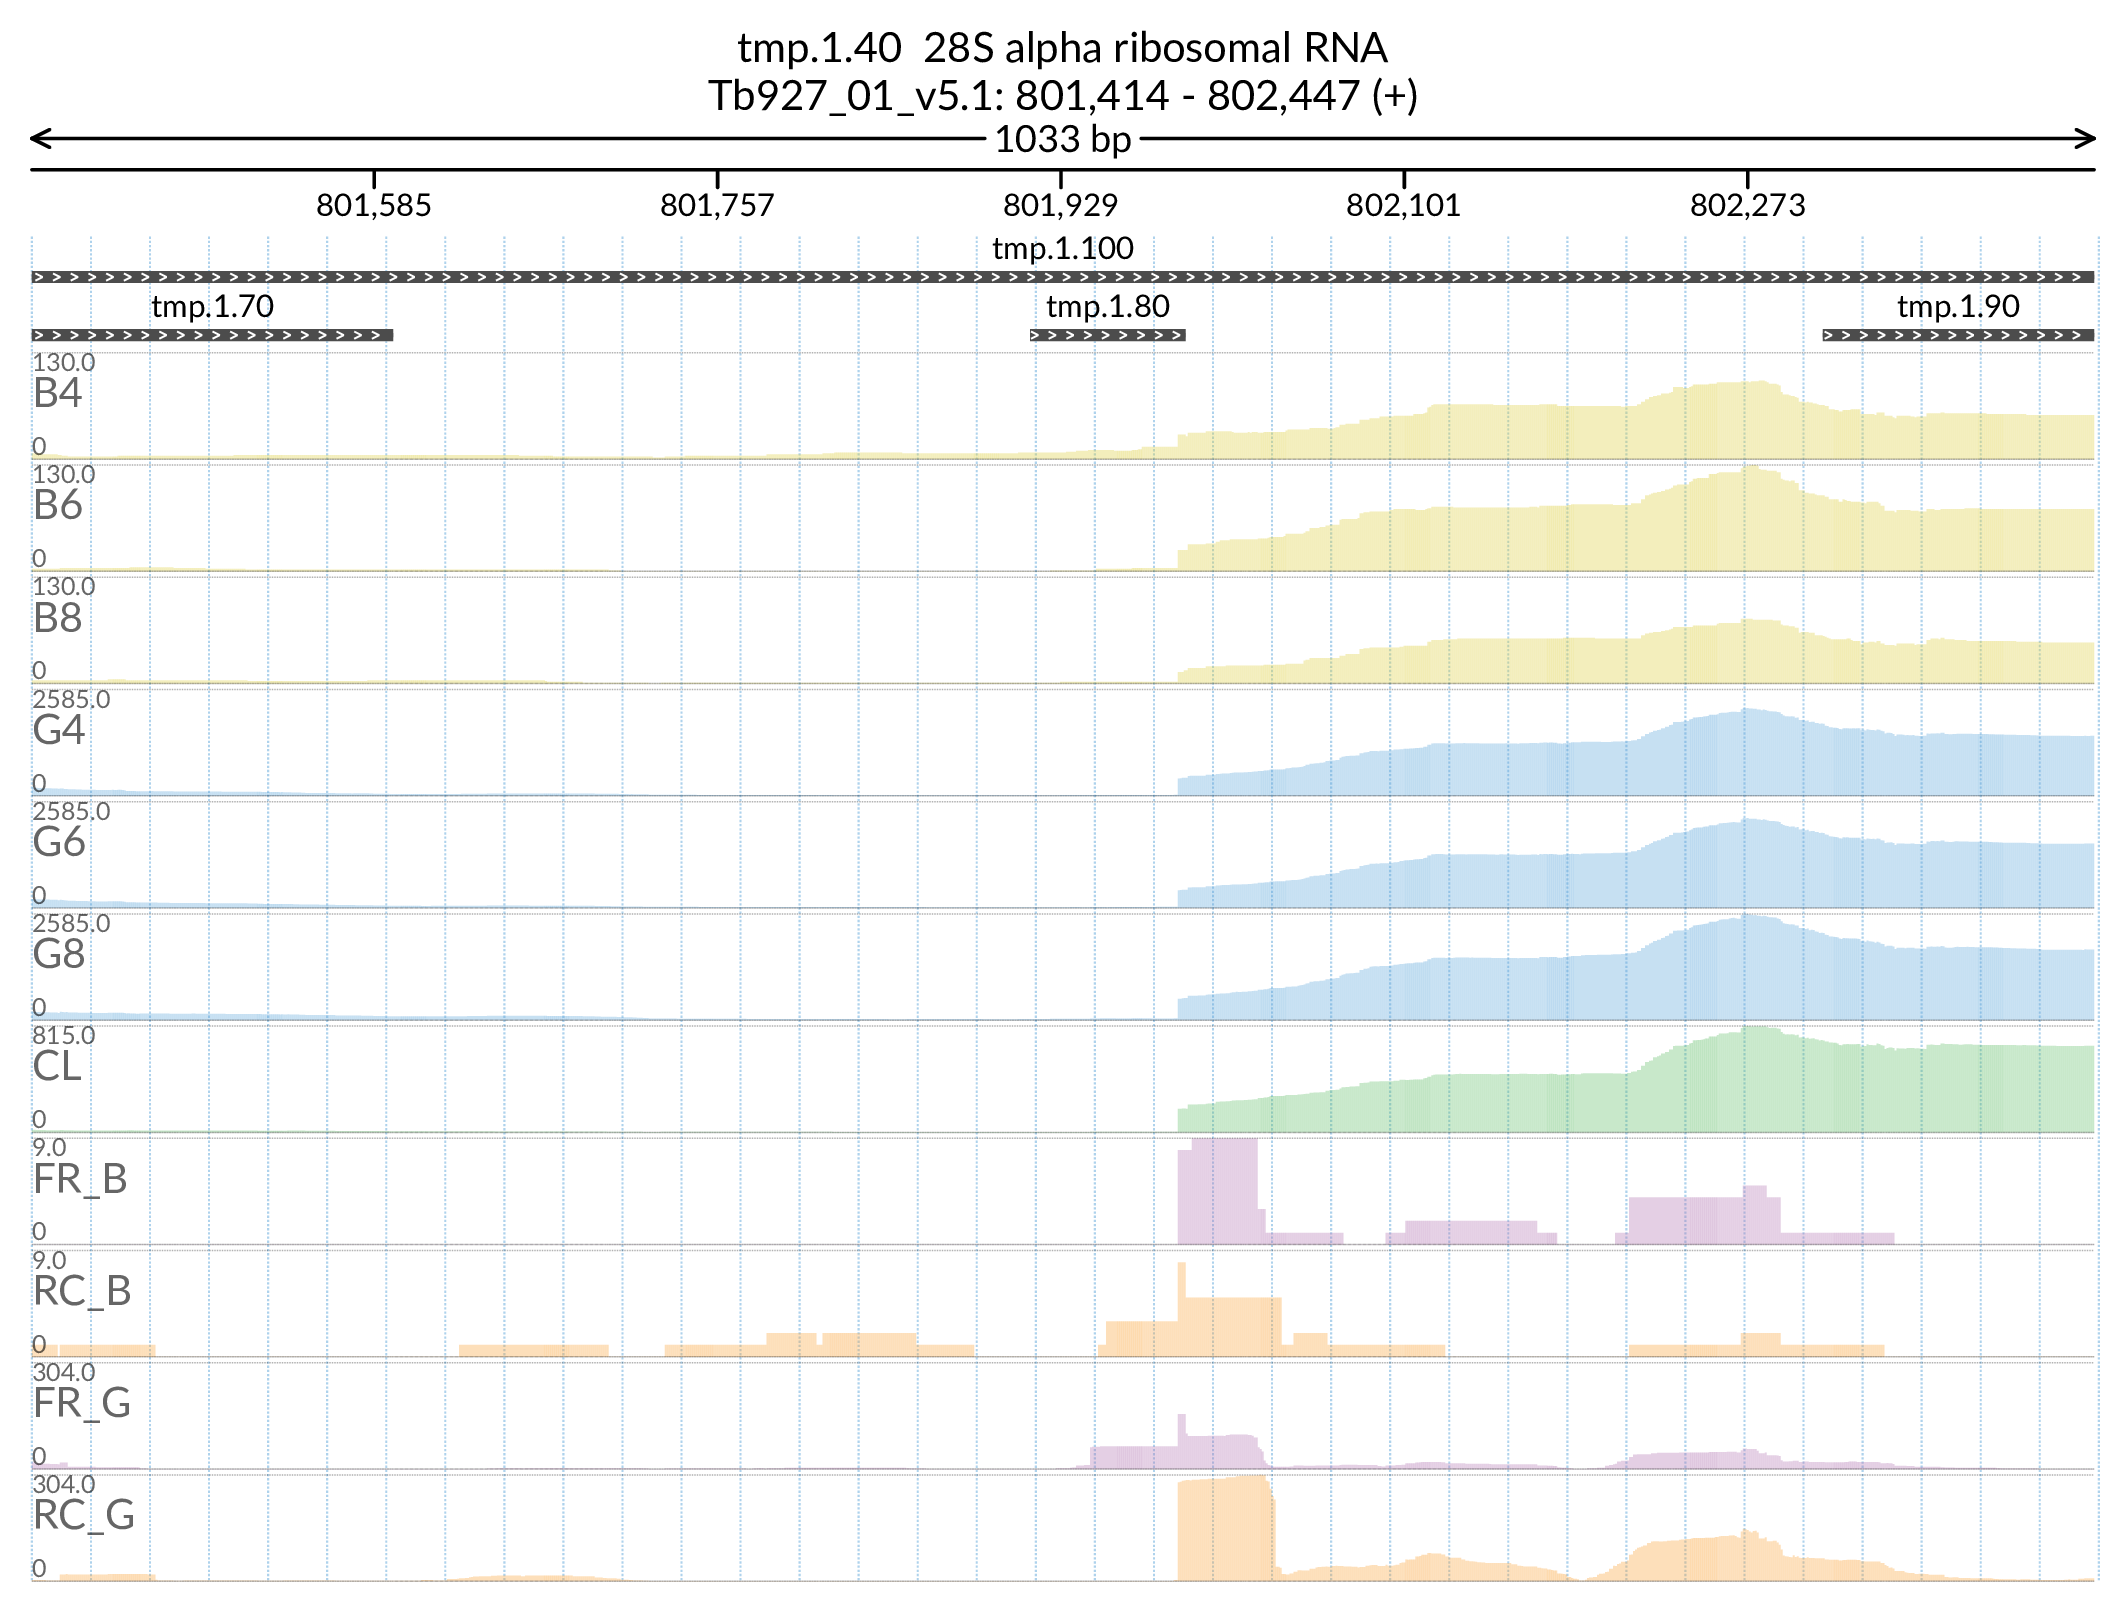 tmp.1.40 28S alpha ribosomal RNA
Tb927_01_v5.1: 801,414 - 802,447 (+)
1033 bp
801,585 801,757 801,929 802,101 802,273
tmp.1.100
tmp.1.70 tmp.1.80 tmp.1.90
130.0
B4
0
130.0
B6
0
130.0
B8
0
2585.0
G4
0
2585.0
G6
0
2585.0
G8
0
815.0
CL
0
9.0
FR_B
0
9.0
RC_B
0
304.0
FR_G
0
304.0
RC_G
0